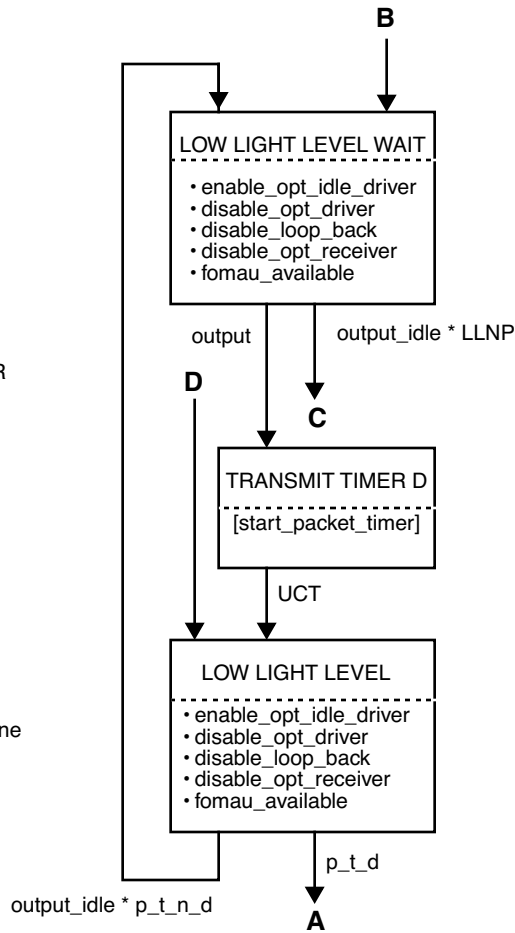 B
LOW LIGHT LEVEL WAIT
• enable_opt_idle_driver
• disable_opt_driver
• disable_loop_back
• disable_opt_receiver
• fomau_available
output
output_idle * LLNP
R
D
C
TRANSMIT TIMER D
[start_packet_timer]
UCT
LOW LIGHT LEVEL
• enable_opt_idle_driver
• disable_opt_driver
• disable_loop_back
• disable_opt_receiver
• fomau_available
ne
p_t_d
output_idle * p_t_n_d
A